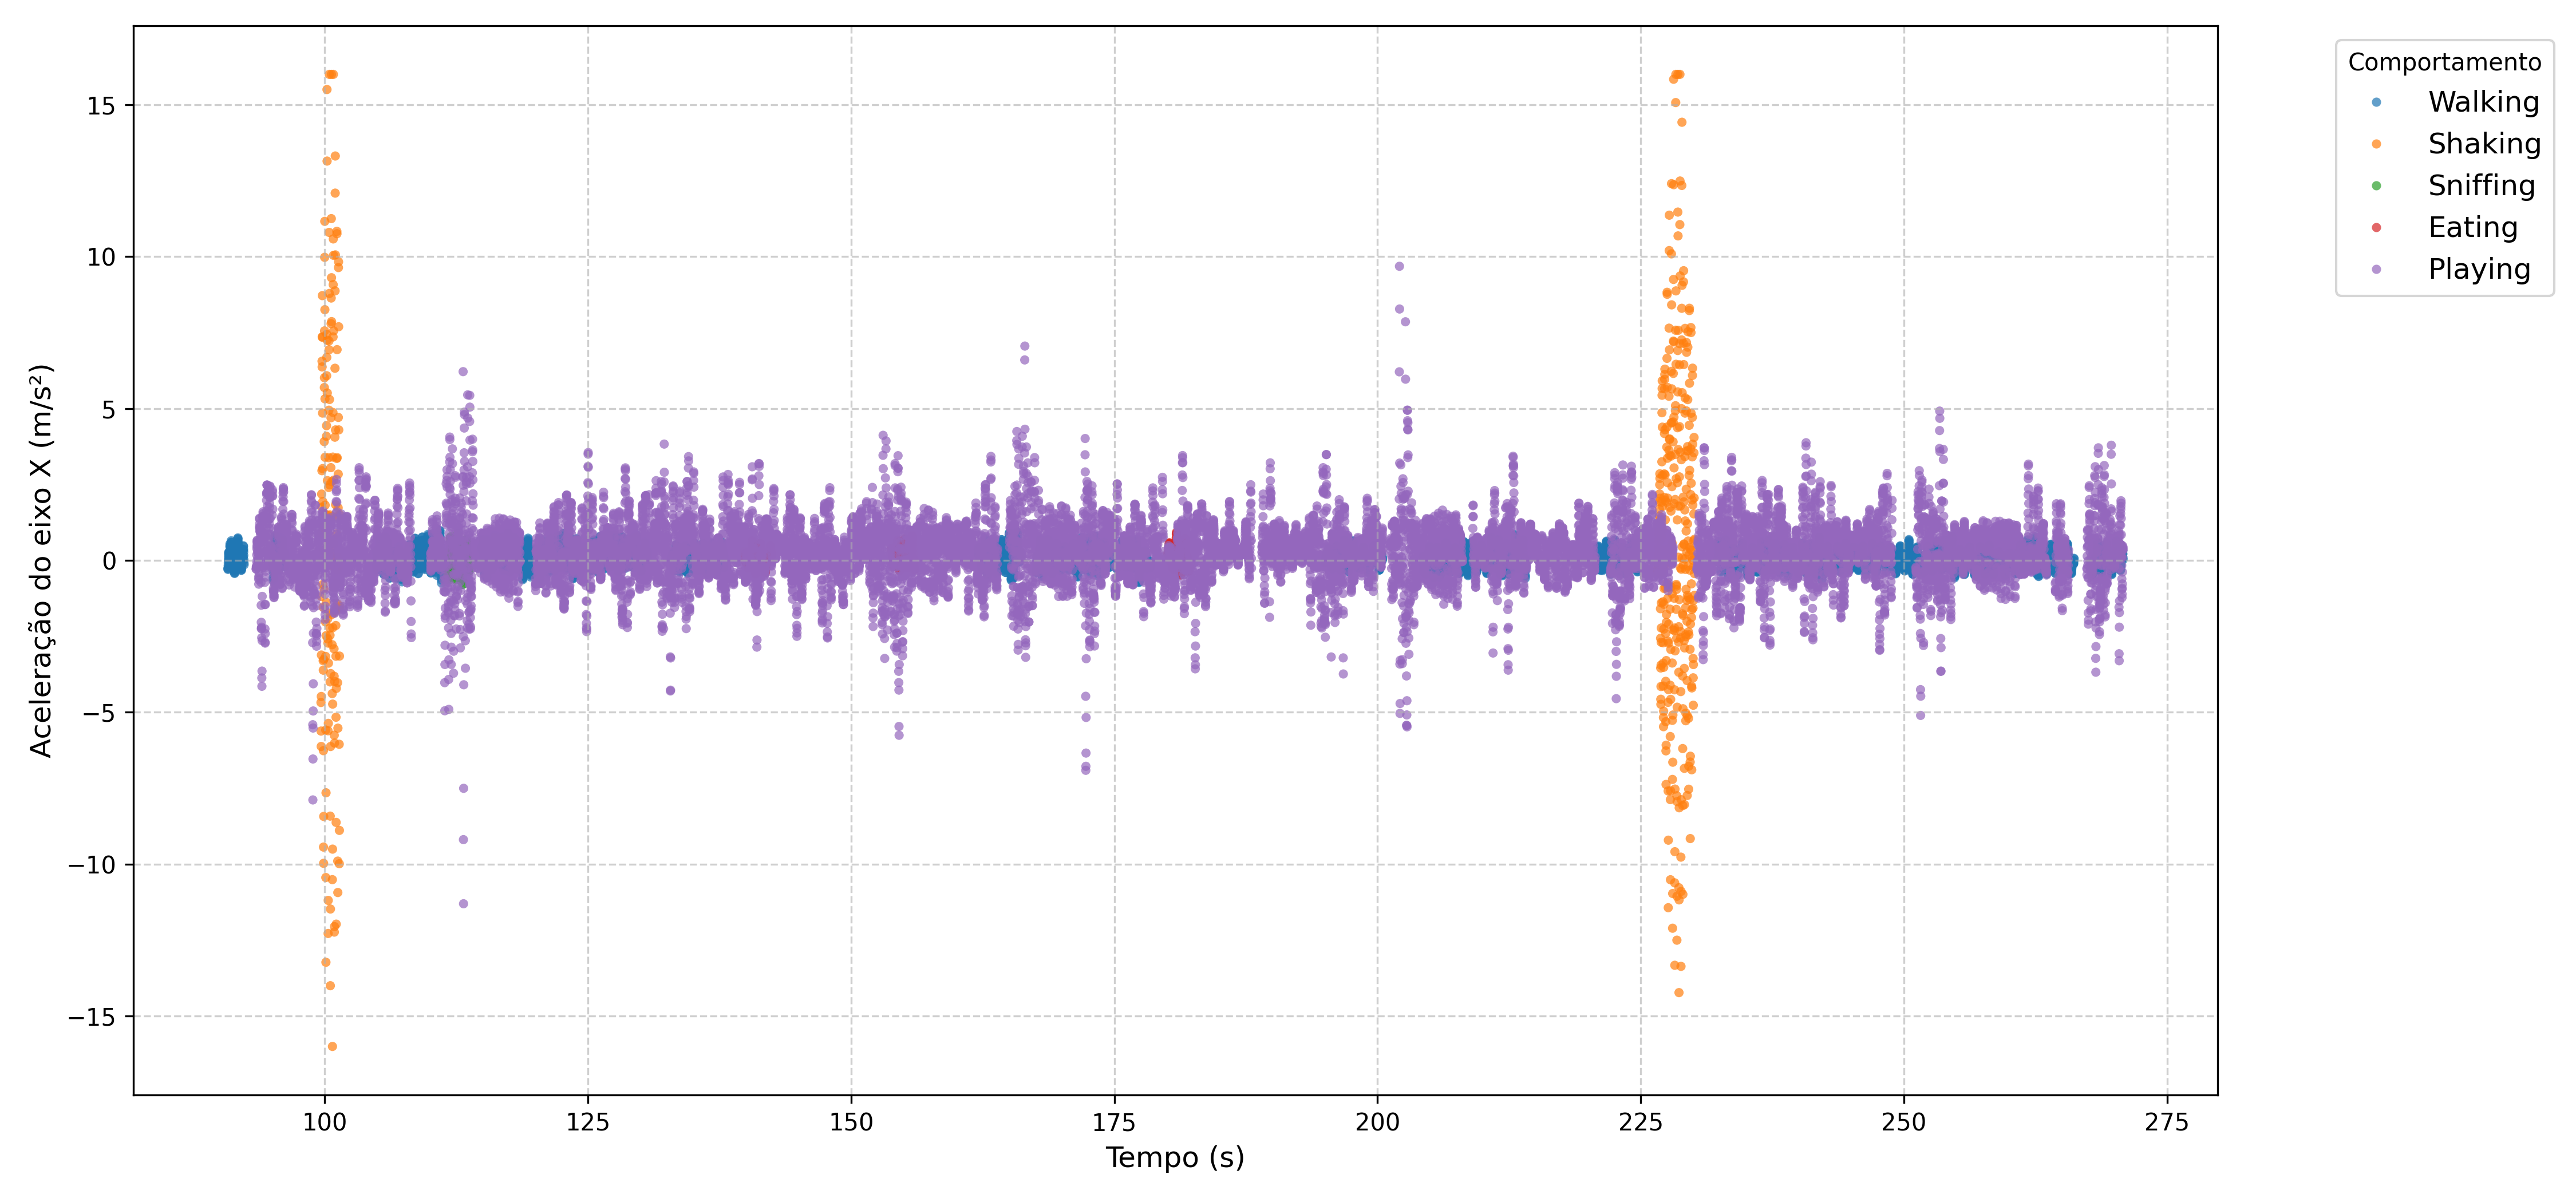 Comportamento
Walking
Shaking
Sniffing
Eating
Playing
Aceleração do eixo X (m/s²)
15
10
5
0
−5
−10
−15
100 125 150 175 200 225 250 275
Tempo (s)